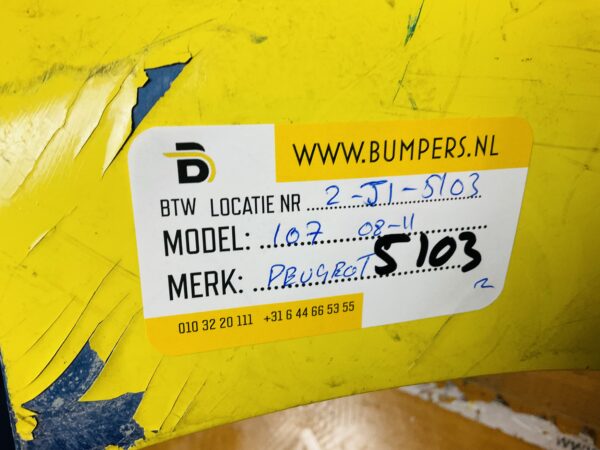 WWW.BUMPERS.NL
BTW LOCATIE NR 2-J1-5103
MODEL: 107 08-11
MERK: PEUGEOT 5103
010 32 20 111 +31 6 44 66 53 55